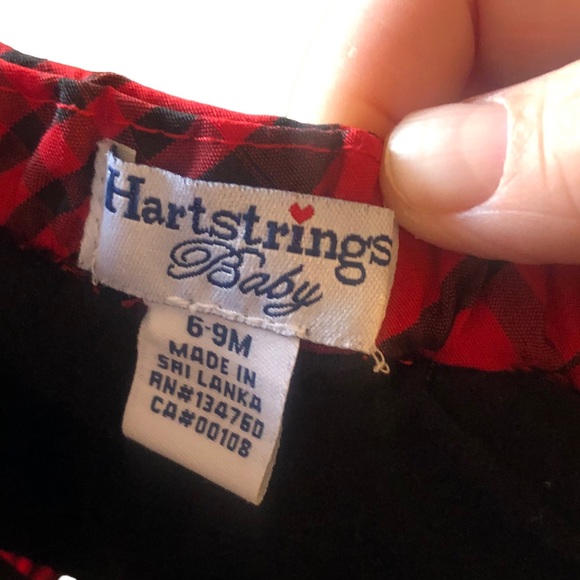 Hartstrings
Baby
6-9M
MADE IN
SRI LANKA
RN#134760
CA#00108